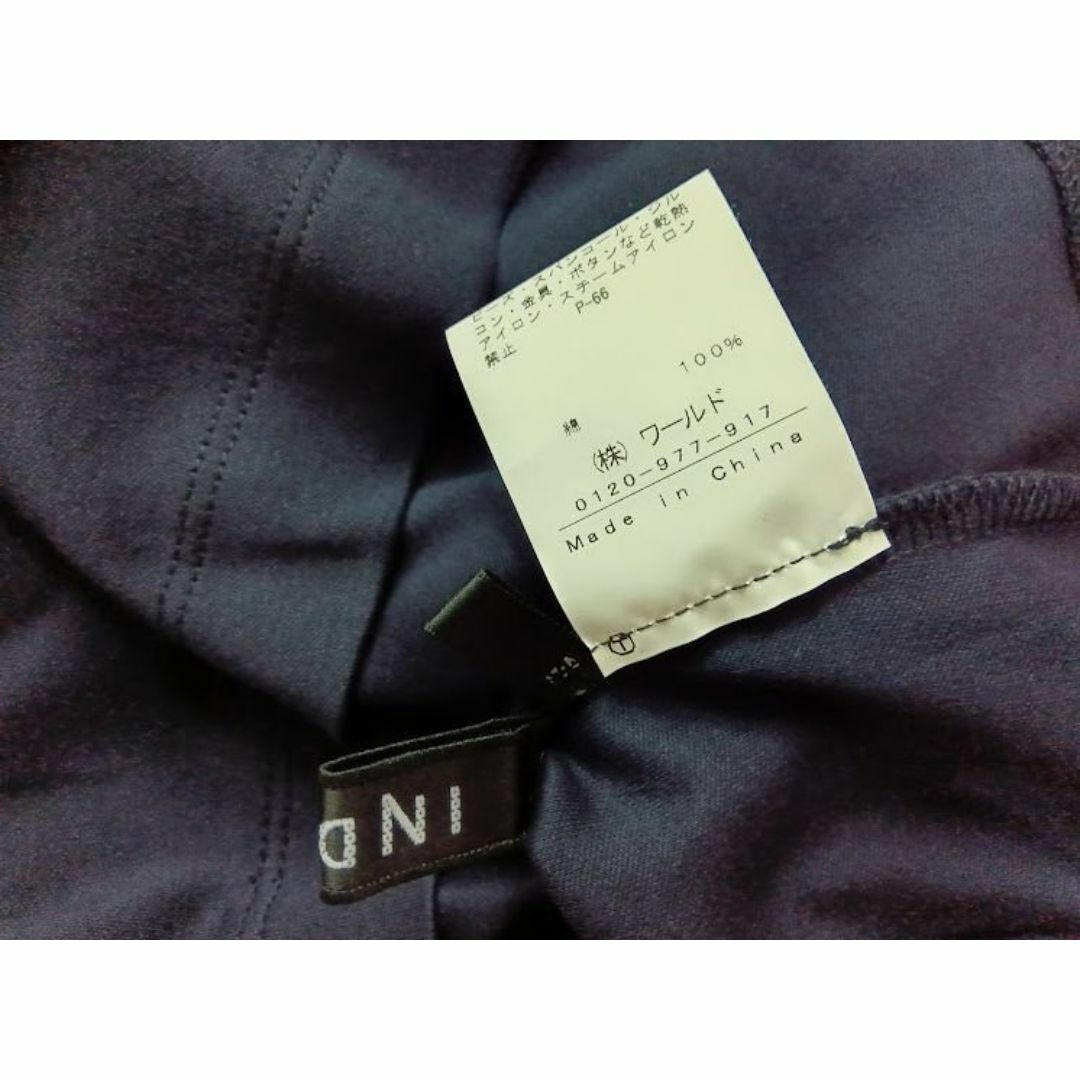 ビーズ・スパンコール・シル
コン・金具・ボタンなど乾熱
アイロン・スチームアイロン
禁止
P-66
綿 100%
(株) ワールド
0120-977-917
Made in China
IND